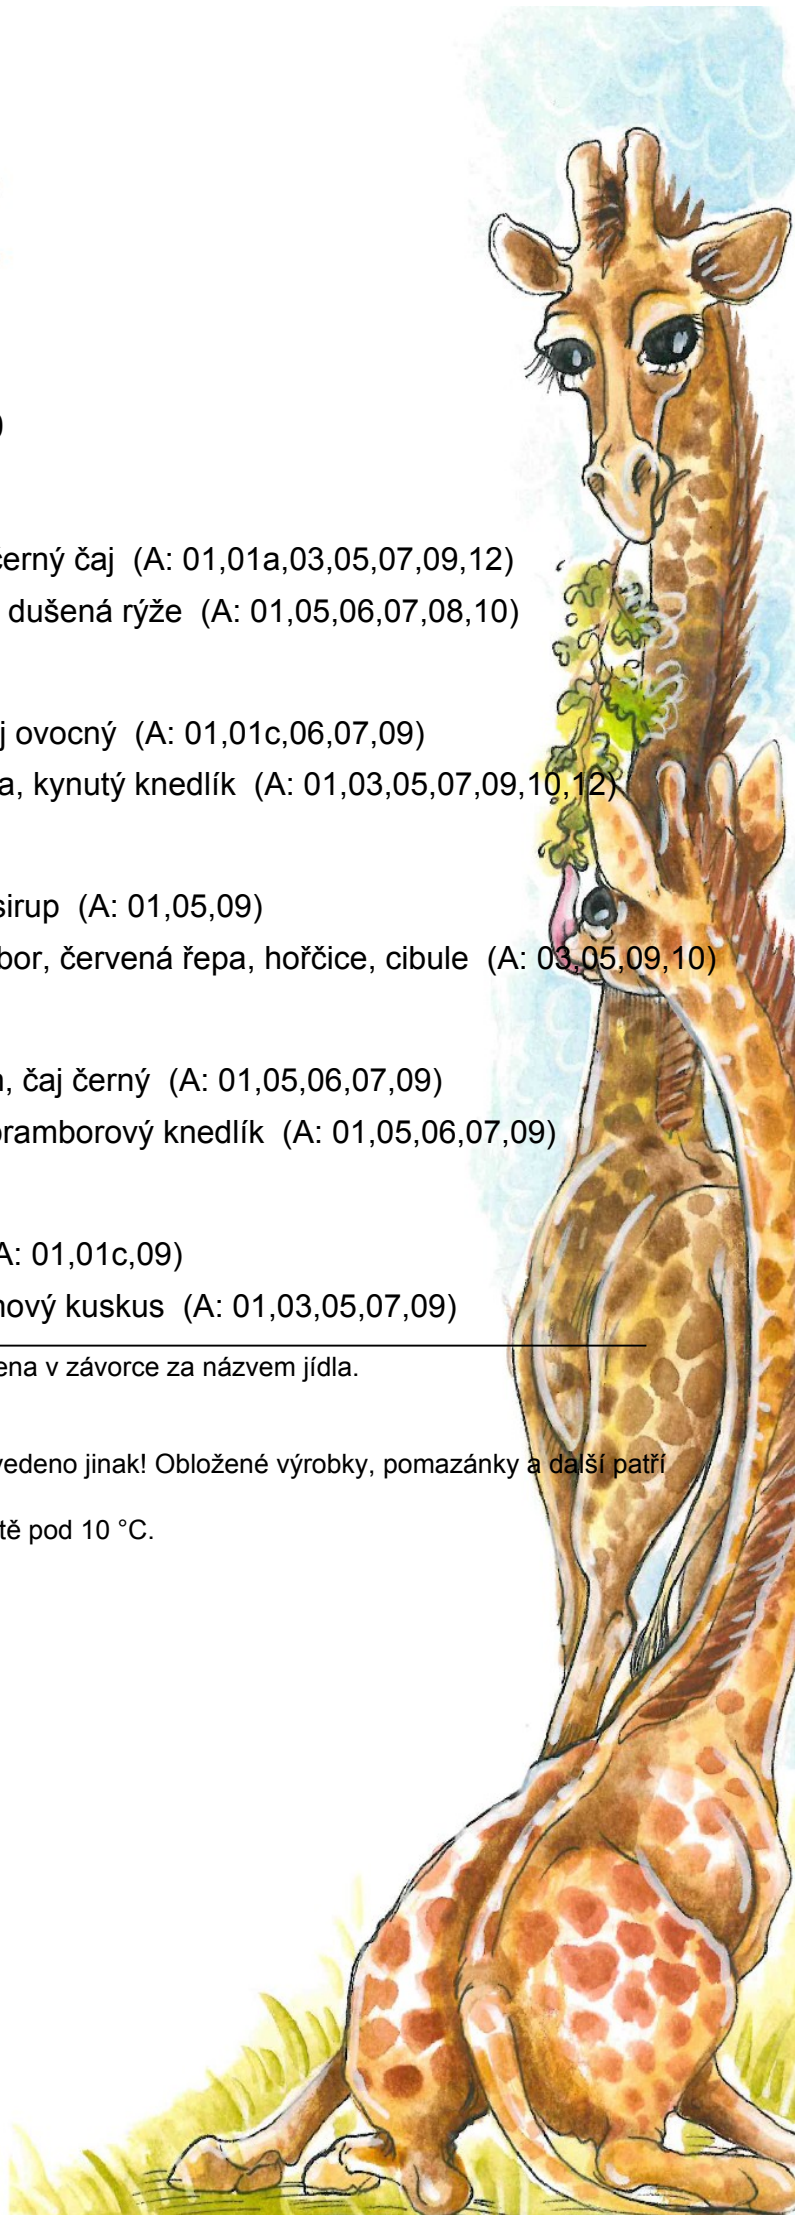 černý čaj (A: 01,01a,03,05,07,09,12)
dušená rýže (A: 01,05,06,07,08,10)
ovocný (A: 01,01c,06,07,09)
kynutý knedlík (A: 01,03,05,07,09,10,12)
sirup (A: 01,05,09)
bor, červená řepa, hořčice, cibule (A: 03,05,09,10)
, čaj černý (A: 01,05,06,07,09)
bramborový knedlík (A: 01,05,06,07,09)
A: 01,01c,09)
nový kuskus (A: 01,03,05,07,09)
ena v závorce za názvem jídla.
vedeno jinak! Obložené výrobky, pomazánky a další patří
tě pod 10 °C.